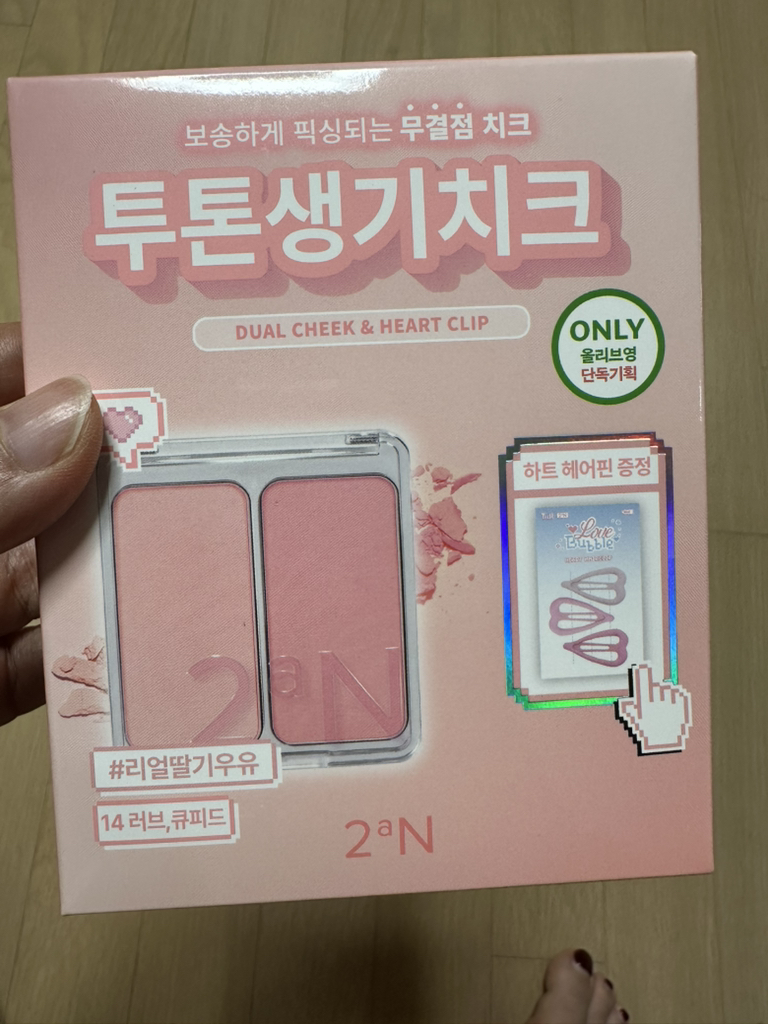 보송하게 픽싱되는 무결점 치크
투톤생기치크
DUAL CHEEK & HEART CLIP
ONLY
올리브영
단독기획
하트 헤어핀 증정
Love
Bubble
2aN
#리얼딸기우유
14 러브,큐피드
2aN